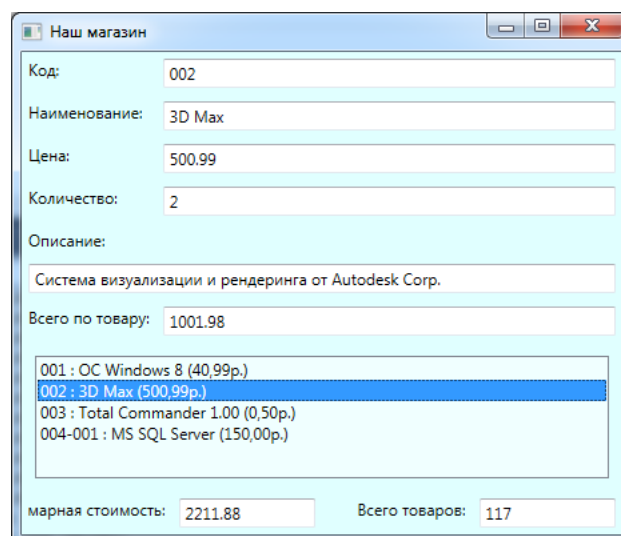 Наш магазин
Код: 002
Наименование: 3D Max
Цена: 500.99
Количество: 2
Описание:
Система визуализации и рендеринга от Autodesk Corp.
Всего по товару: 1001.98
001 : ОС Windows 8 (40,99р.)
002 : 3D Max (500,99р.)
003 : Total Commander 1.00 (0,50р.)
004-001 : MS SQL Server (150,00р.)
марная стоимость: 2211.88 Всего товаров: 117